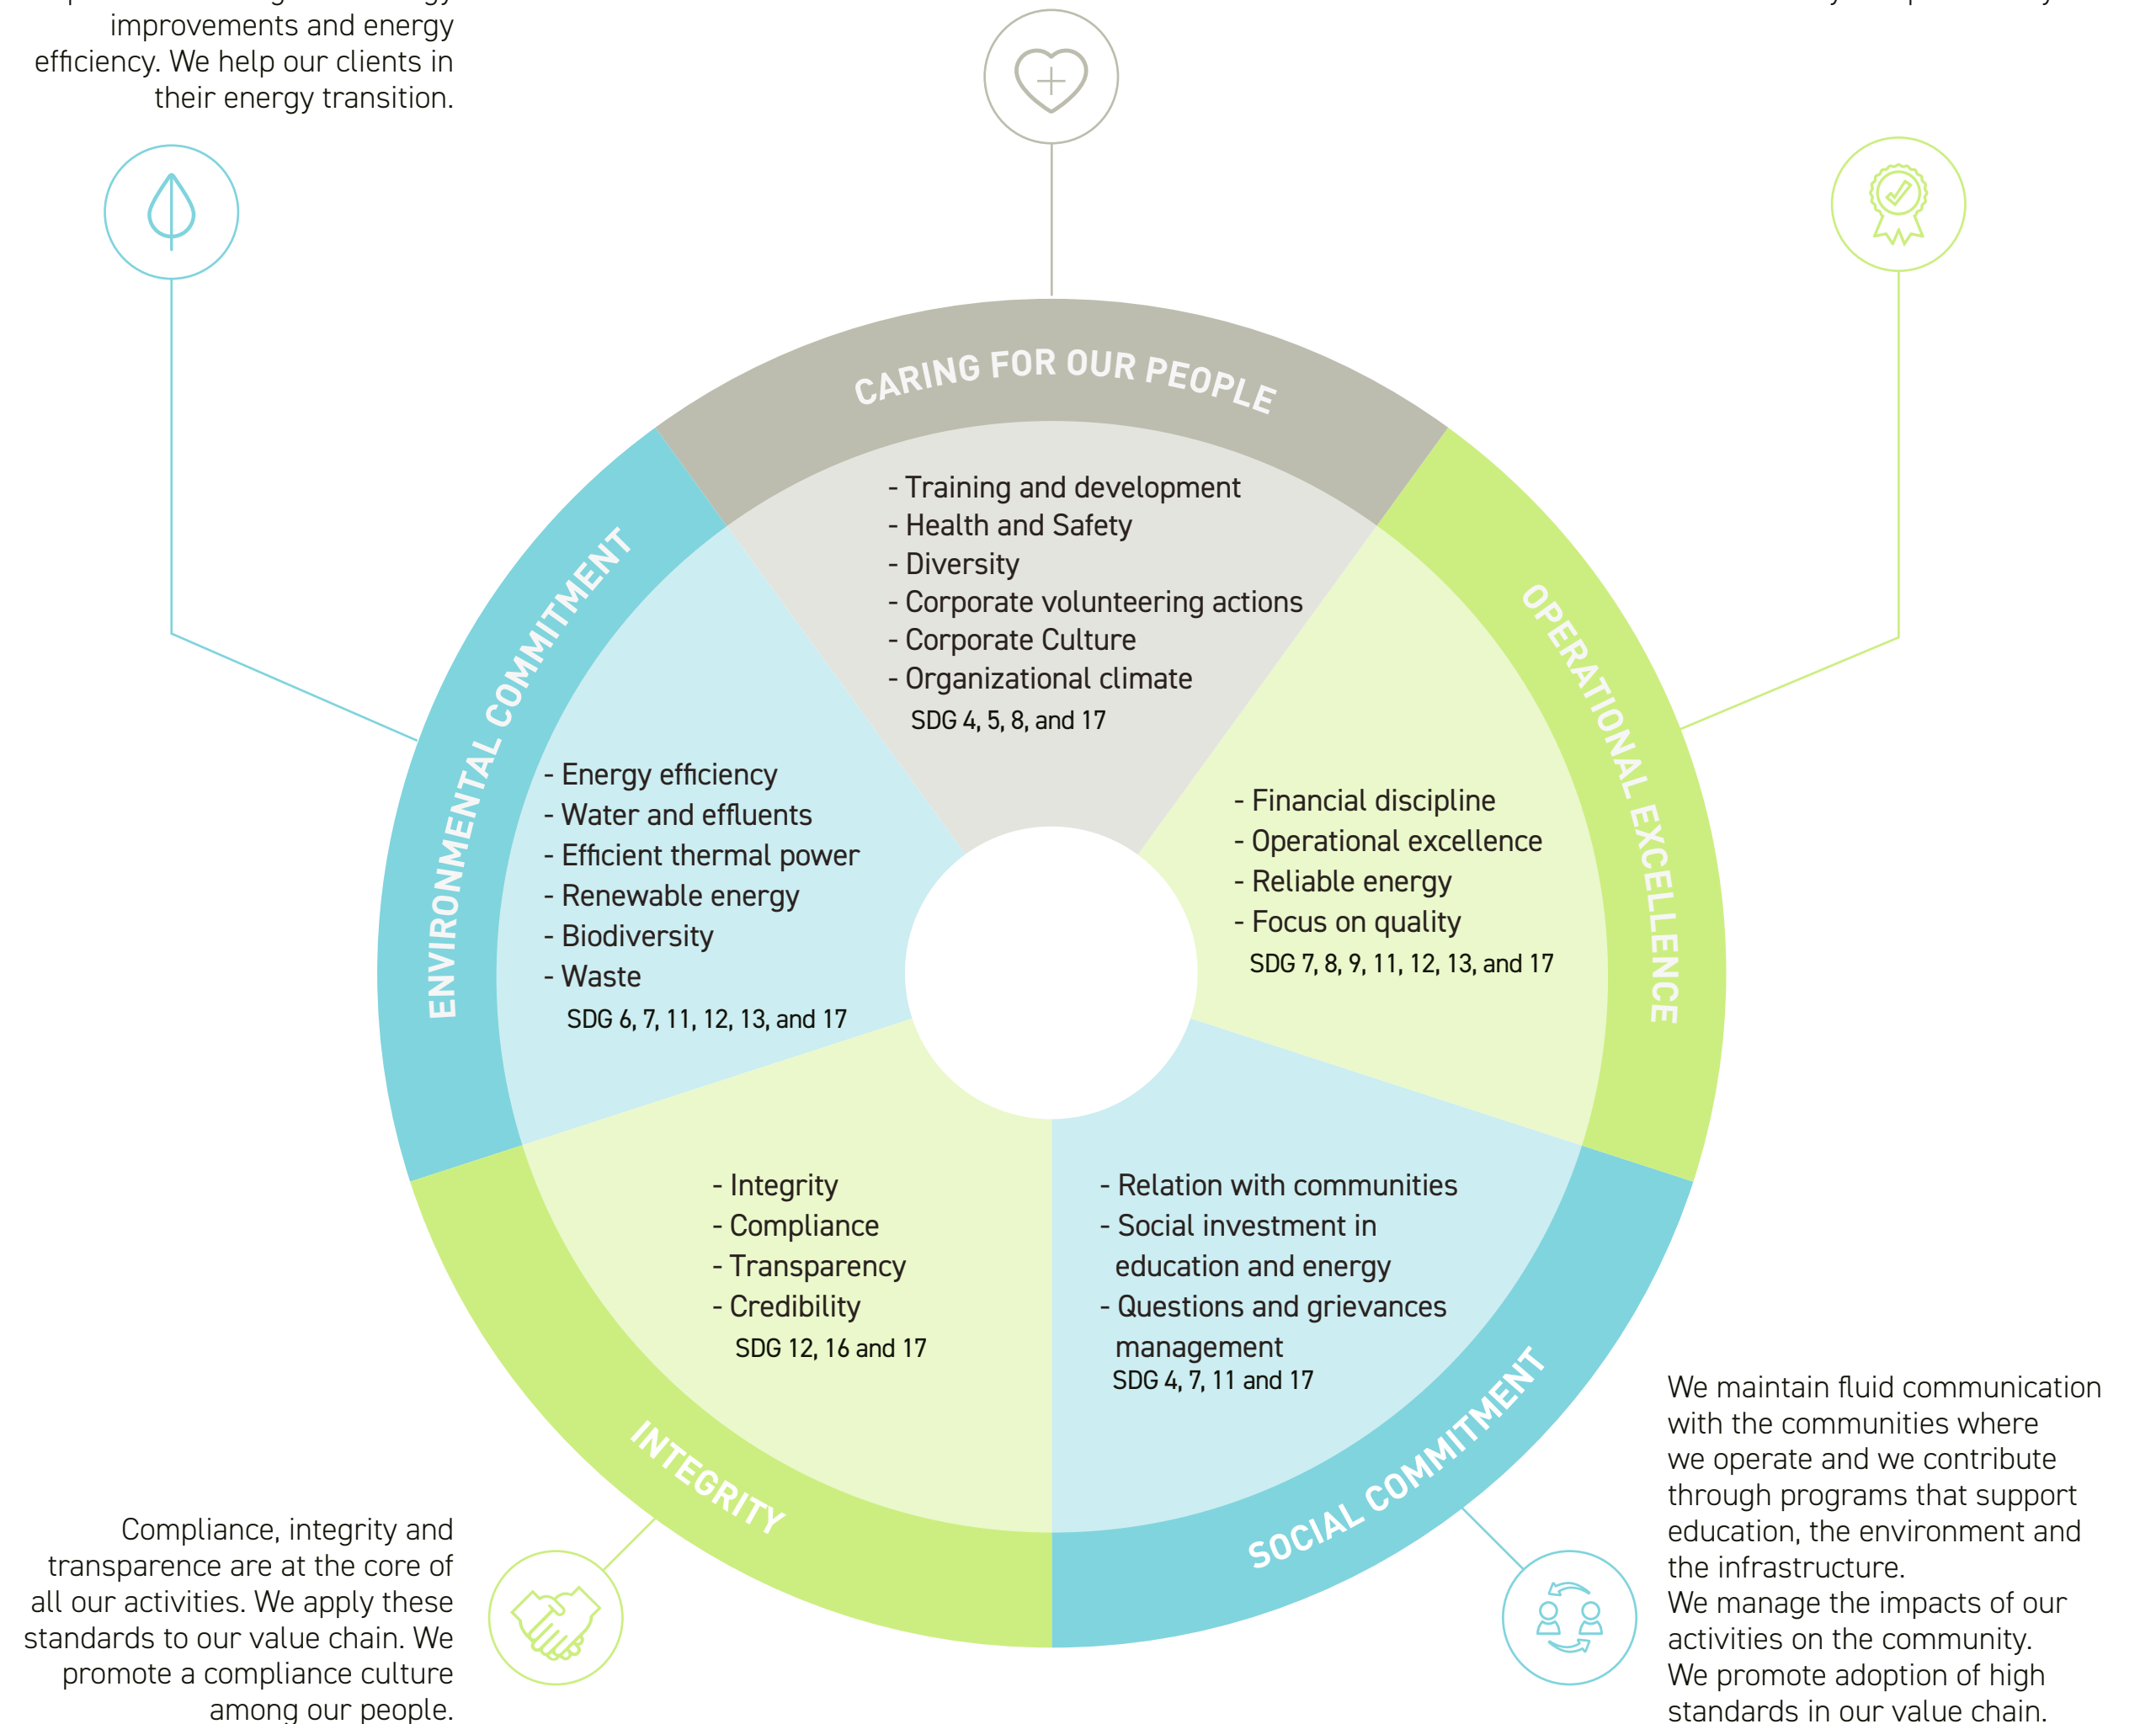 improvements and energy
efficiency. We help our clients in
their energy transition.
CARING FOR OUR PEOPLE
- Training and development
- Health and Safety
- Diversity
- Corporate volunteering actions
- Corporate Culture
- Organizational climate
SDG 4, 5, 8, and 17
ENVIRONMENTAL COMMITMENT
- Energy efficiency
- Water and effluents
- Efficient thermal power
- Renewable energy
- Biodiversity
- Waste
SDG 6, 7, 11, 12, 13, and 17
OPERATIONAL EXCELLENCE
- Financial discipline
- Operational excellence
- Reliable energy
- Focus on quality
SDG 7, 8, 9, 11, 12, 13, and 17
INTEGRITY
- Integrity
- Compliance
- Transparency
- Credibility
SDG 12, 16 and 17
SOCIAL COMMITMENT
- Relation with communities
- Social investment in
education and energy
- Questions and grievances
management
SDG 4, 7, 11 and 17
Compliance, integrity and
transparence are at the core of
all our activities. We apply these
standards to our value chain. We
promote a compliance culture
among our people.
We maintain fluid communication
with the communities where
we operate and we contribute
through programs that support
education, the environment and
the infrastructure.
We manage the impacts of our
activities on the community.
We promote adoption of high
standards in our value chain.